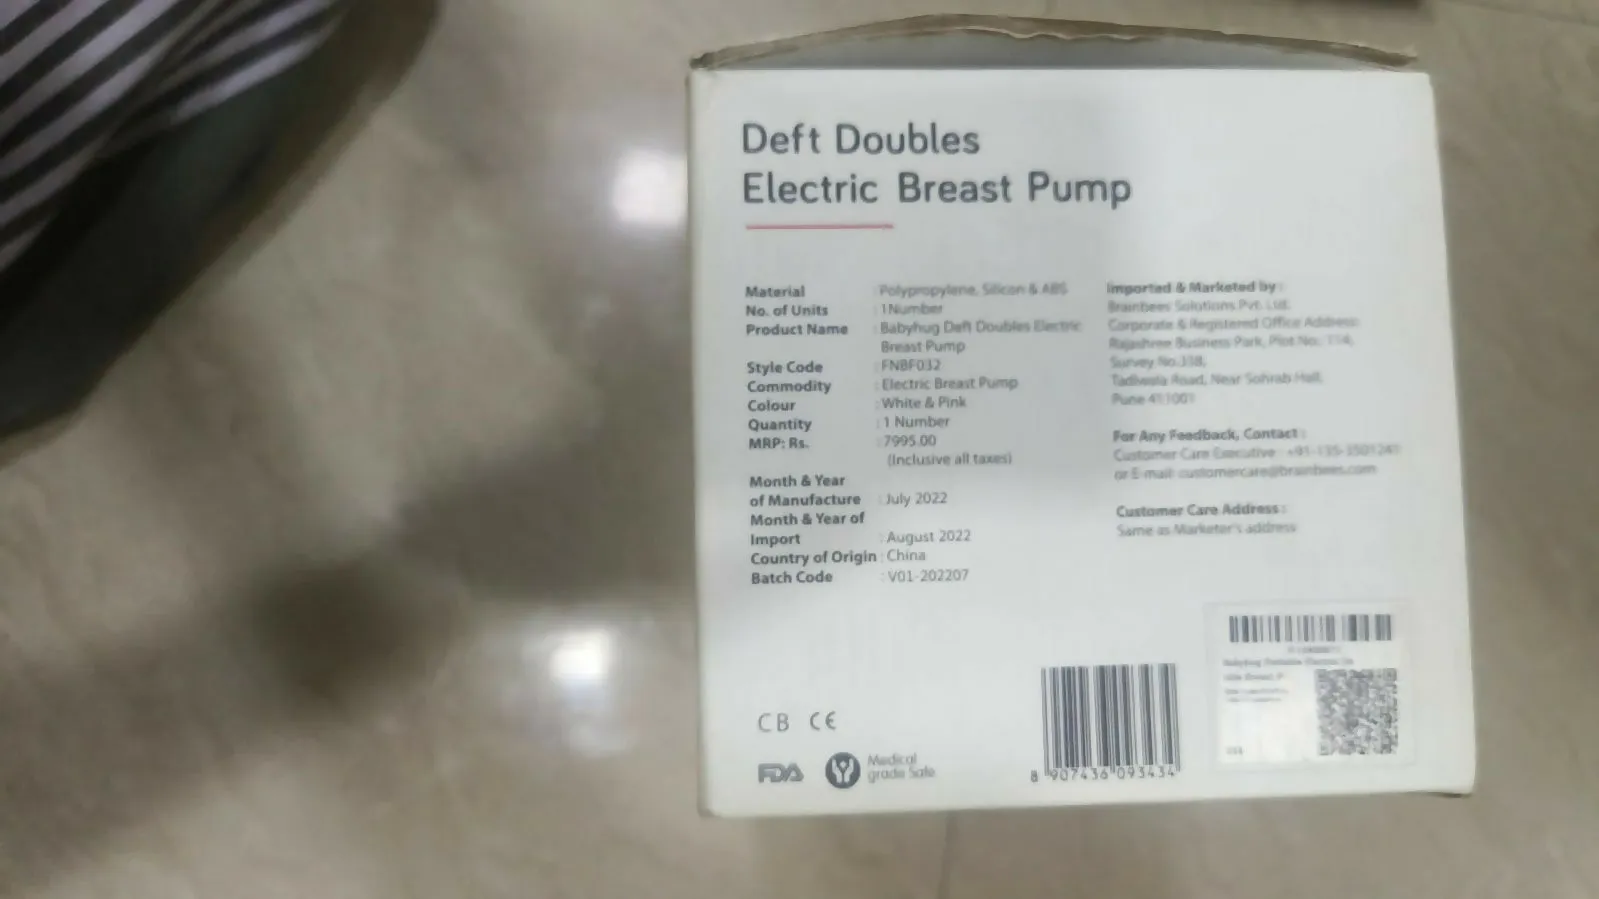 Deft Doubles
Electric Breast Pump
Material : Polypropylene, Silicon & ABS
No. of Units : 1Number
Product Name : Babyhug Deft Doubles Electric
Breast Pump
Style Code : FNBF032
Commodity : Electric Breast Pump
Colour : White & Pink
Quantity : 1 Number
MRP: Rs. : 7995.00
(Inclusive all taxes)
Month & Year
of Manufacture : July 2022
Month & Year of
Import : August 2022
Country of Origin : China
Batch Code : V01-202207
Imported & Marketed by :
Brainbees Solutions Pvt. Ltd.
Corporate & Registered Office Address:
Rajashree Business Park, Plot No. 114,
Survey No.338,
Tadiwala Road, Near Sohrab Hall,
Pune 411001
For Any Feedback, Contact :
Customer Care Executive :
or E-mail: customercare@brainbees.com
Customer Care Address :
Same as Marketer's address
CB CE
FDA
Medical
grade Safe
8 907436 093434